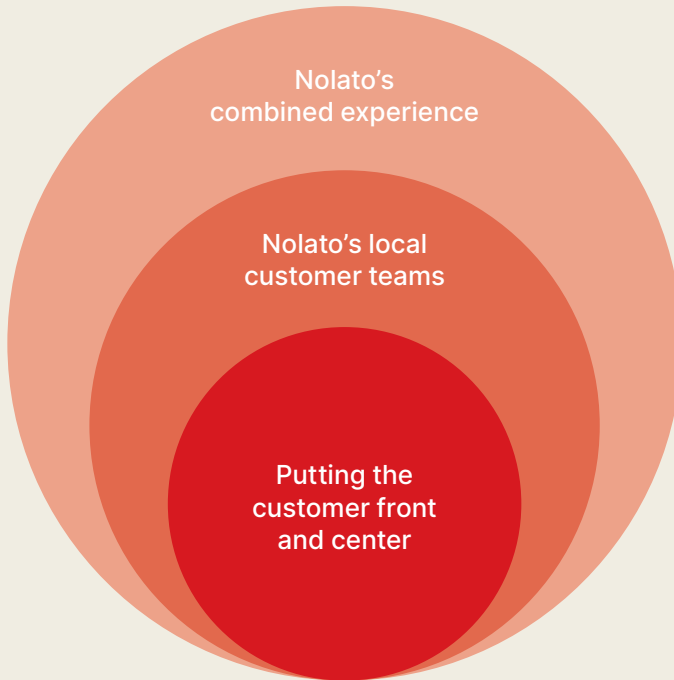 Nolato’s
combined experience
Nolato’s local
customer teams
Putting the
customer front
and center